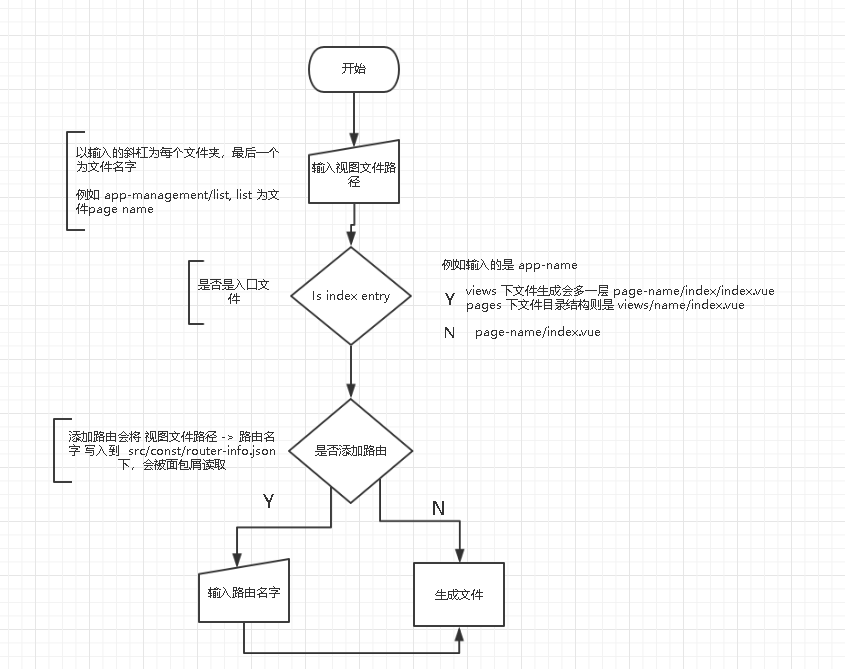 开始
以输入的斜杠为每个文件夹，最后一个
为文件名字
例如 app-management/list, list 为文
件page name
输入视图文件路
径
是否是入口文
件
Is index entry
例如输入的是 app-name
Y
views 下文件生成会多一层 page-name/index/index.vue
pages 下文件目录结构则是 views/name/index.vue
N
page-name/index.vue
添加路由会将 视图文件路径 -> 路由名
字 写入到 src/const/router-info.json
下，会被面包屑读取
是否添加路由
Y
N
输入路由名字
生成文件